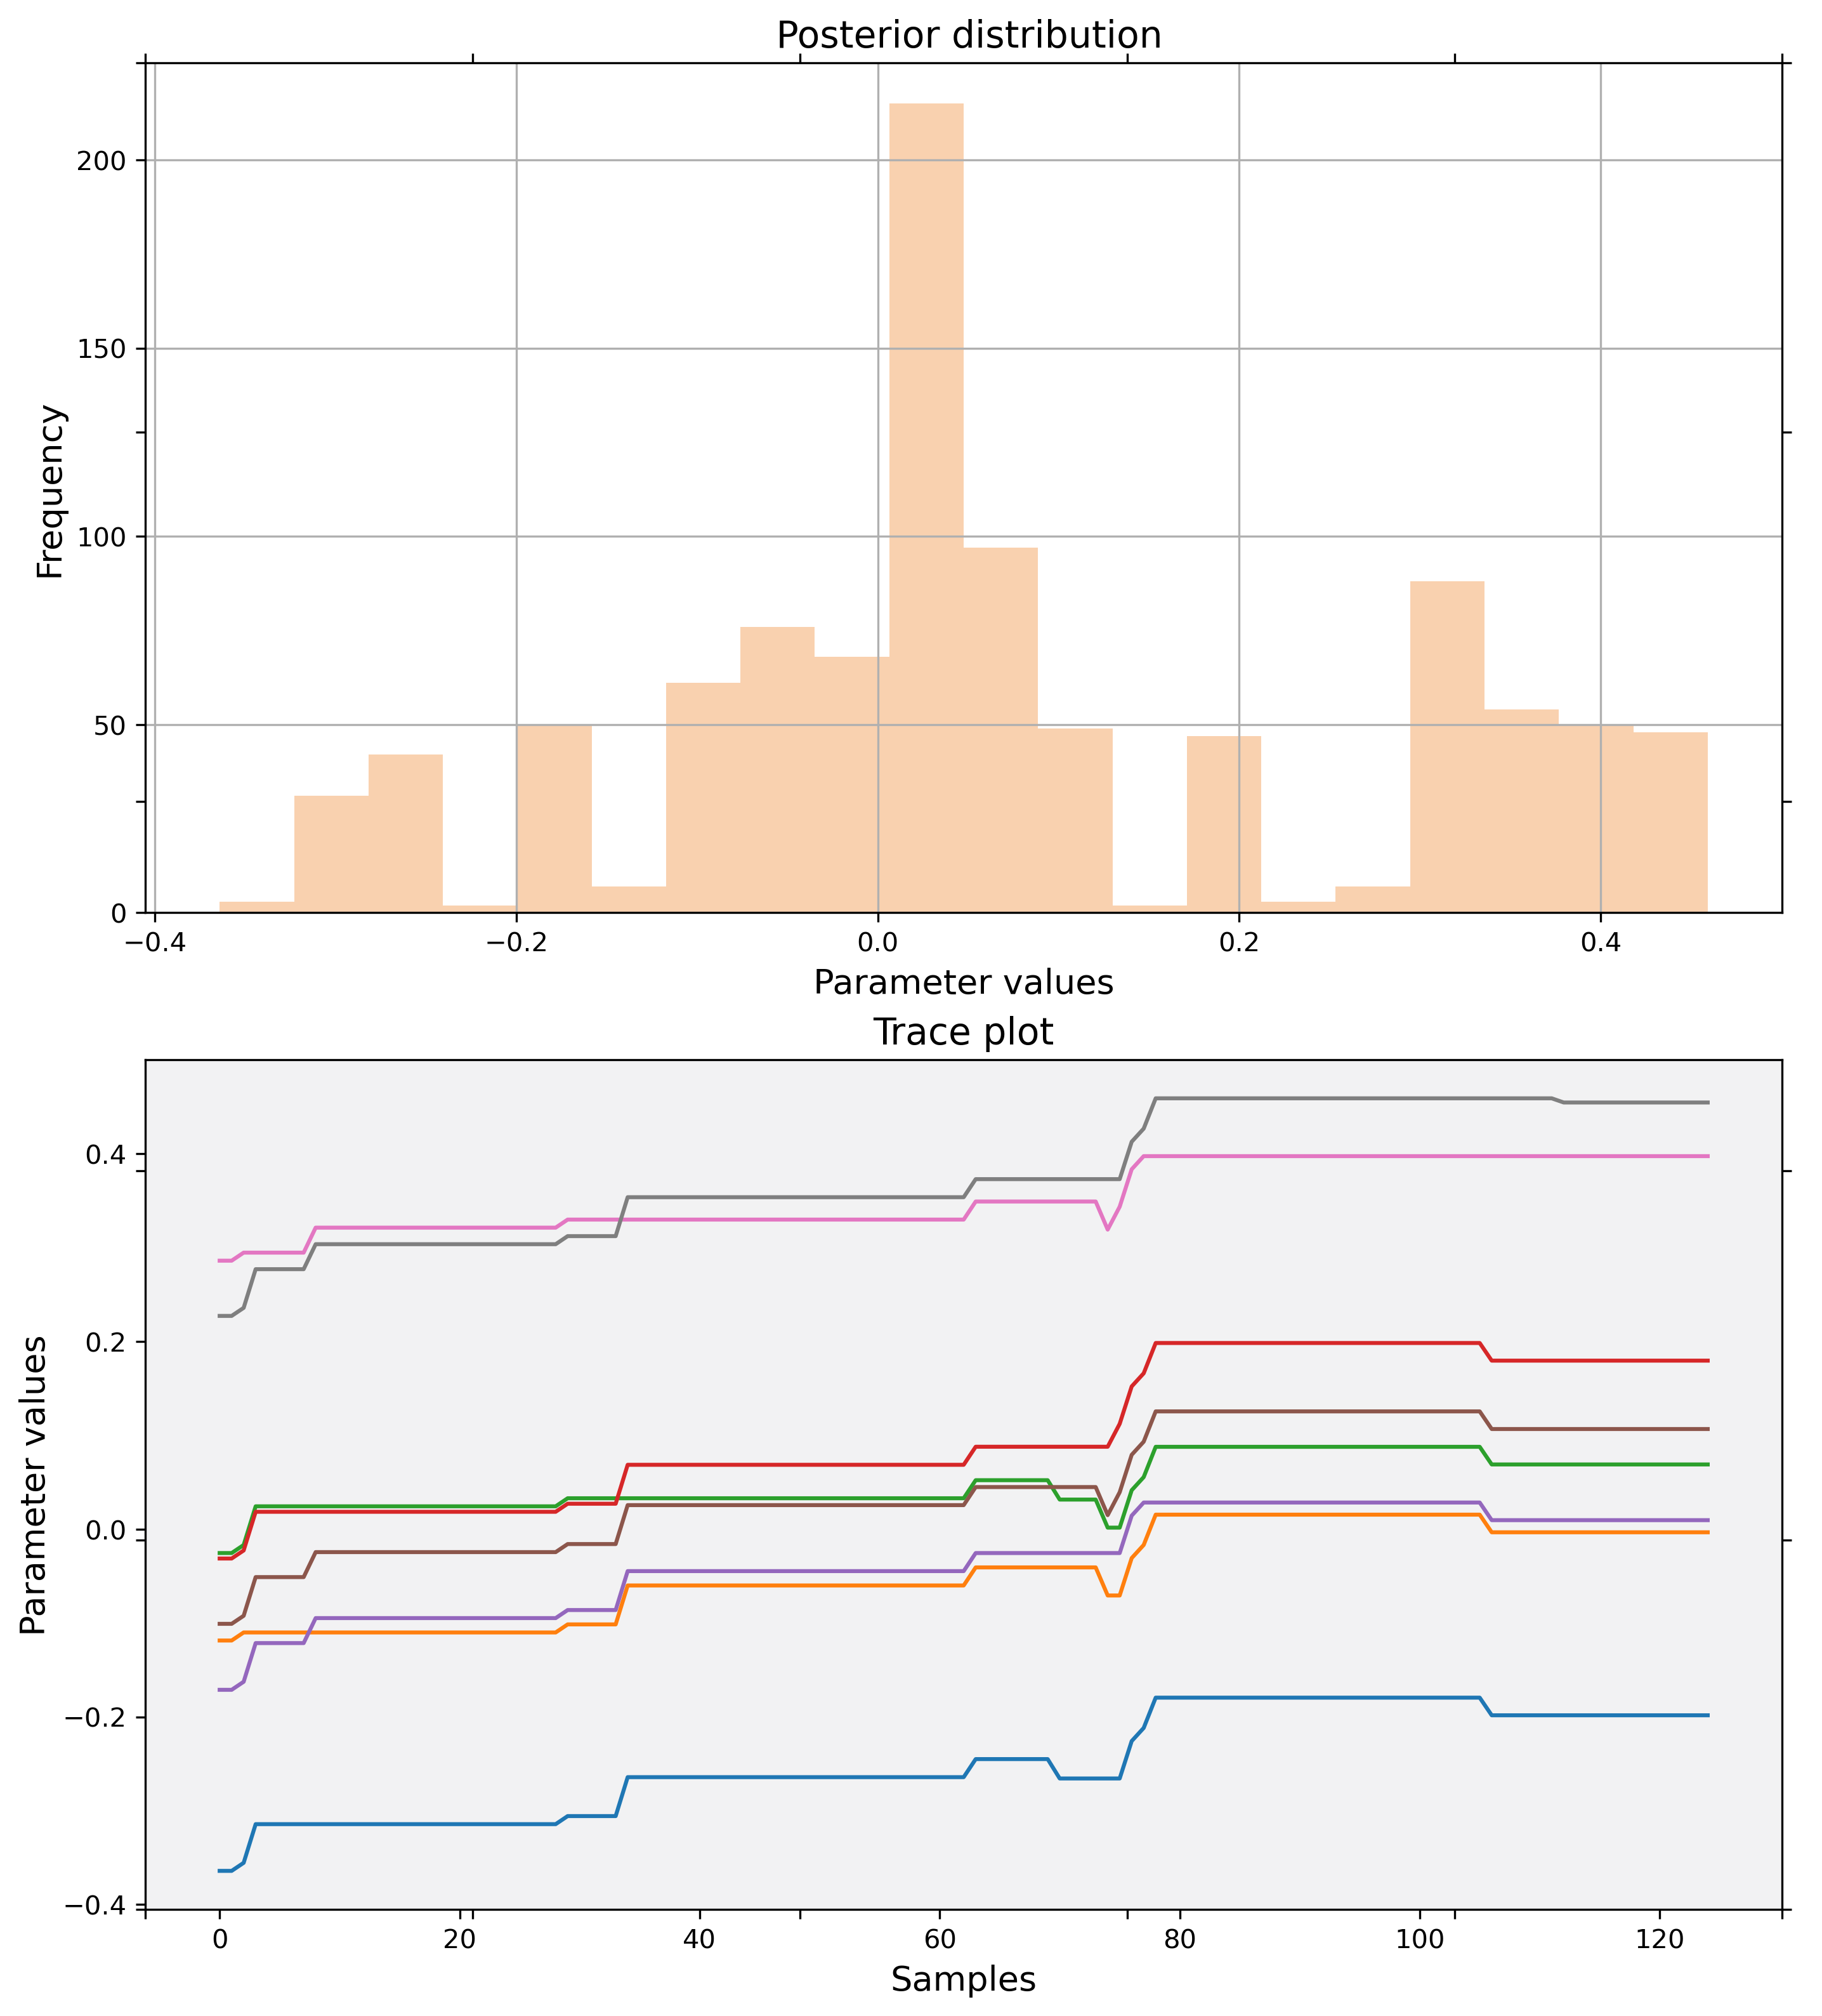 Posterior distribution
200
150
100
50
0
Frequency
−0.4 −0.2 0.0 0.2 0.4
Parameter values
Trace plot
0.4
0.2
0.0
−0.2
−0.4
Parameter values
0 20 40 60 80 100 120
Samples